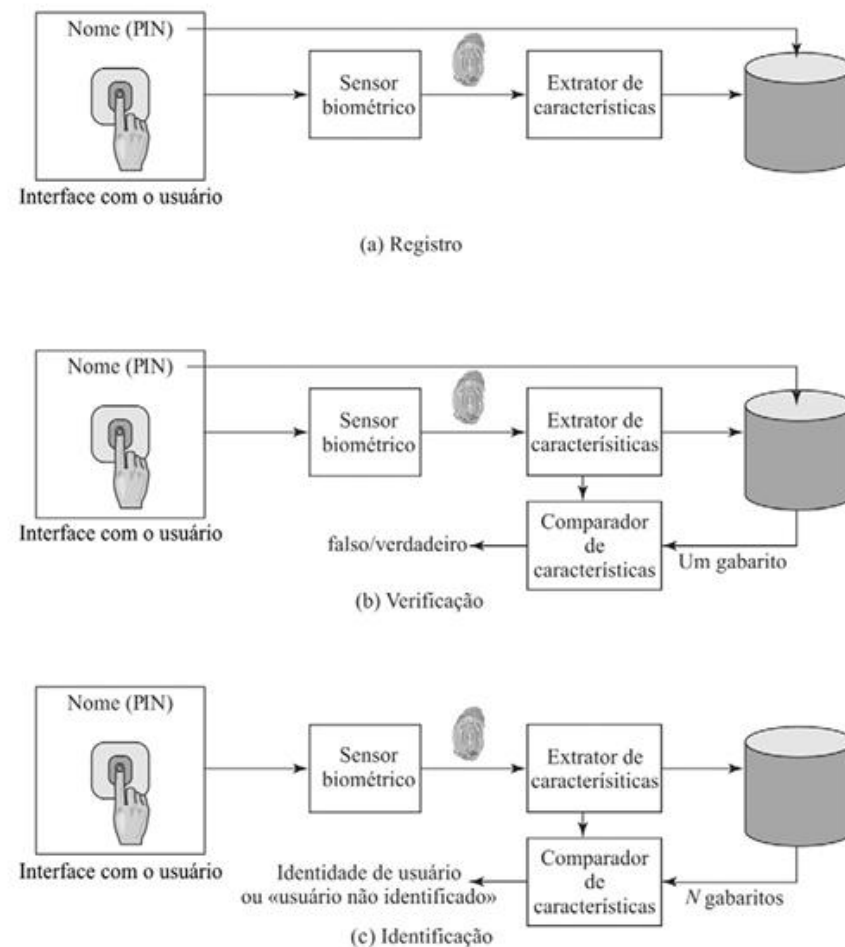 Nome (PIN)
Sensor
biométrico
Extrator de
características
Interface com o usuário
(a) Registro
Nome (PIN)
Sensor
biométrico
Extrator de
caracterísiticas
Interface com o usuário
Comparador
de
características
falso/verdadeiro
Um gabarito
(b) Verificação
Nome (PIN)
Sensor
biométrico
Extrator de
caracterísiticas
Interface com o usuário
Identidade de usuário
ou «usuário não identificado»
Comparador
de
características
N gabaritos
(c) Identificação